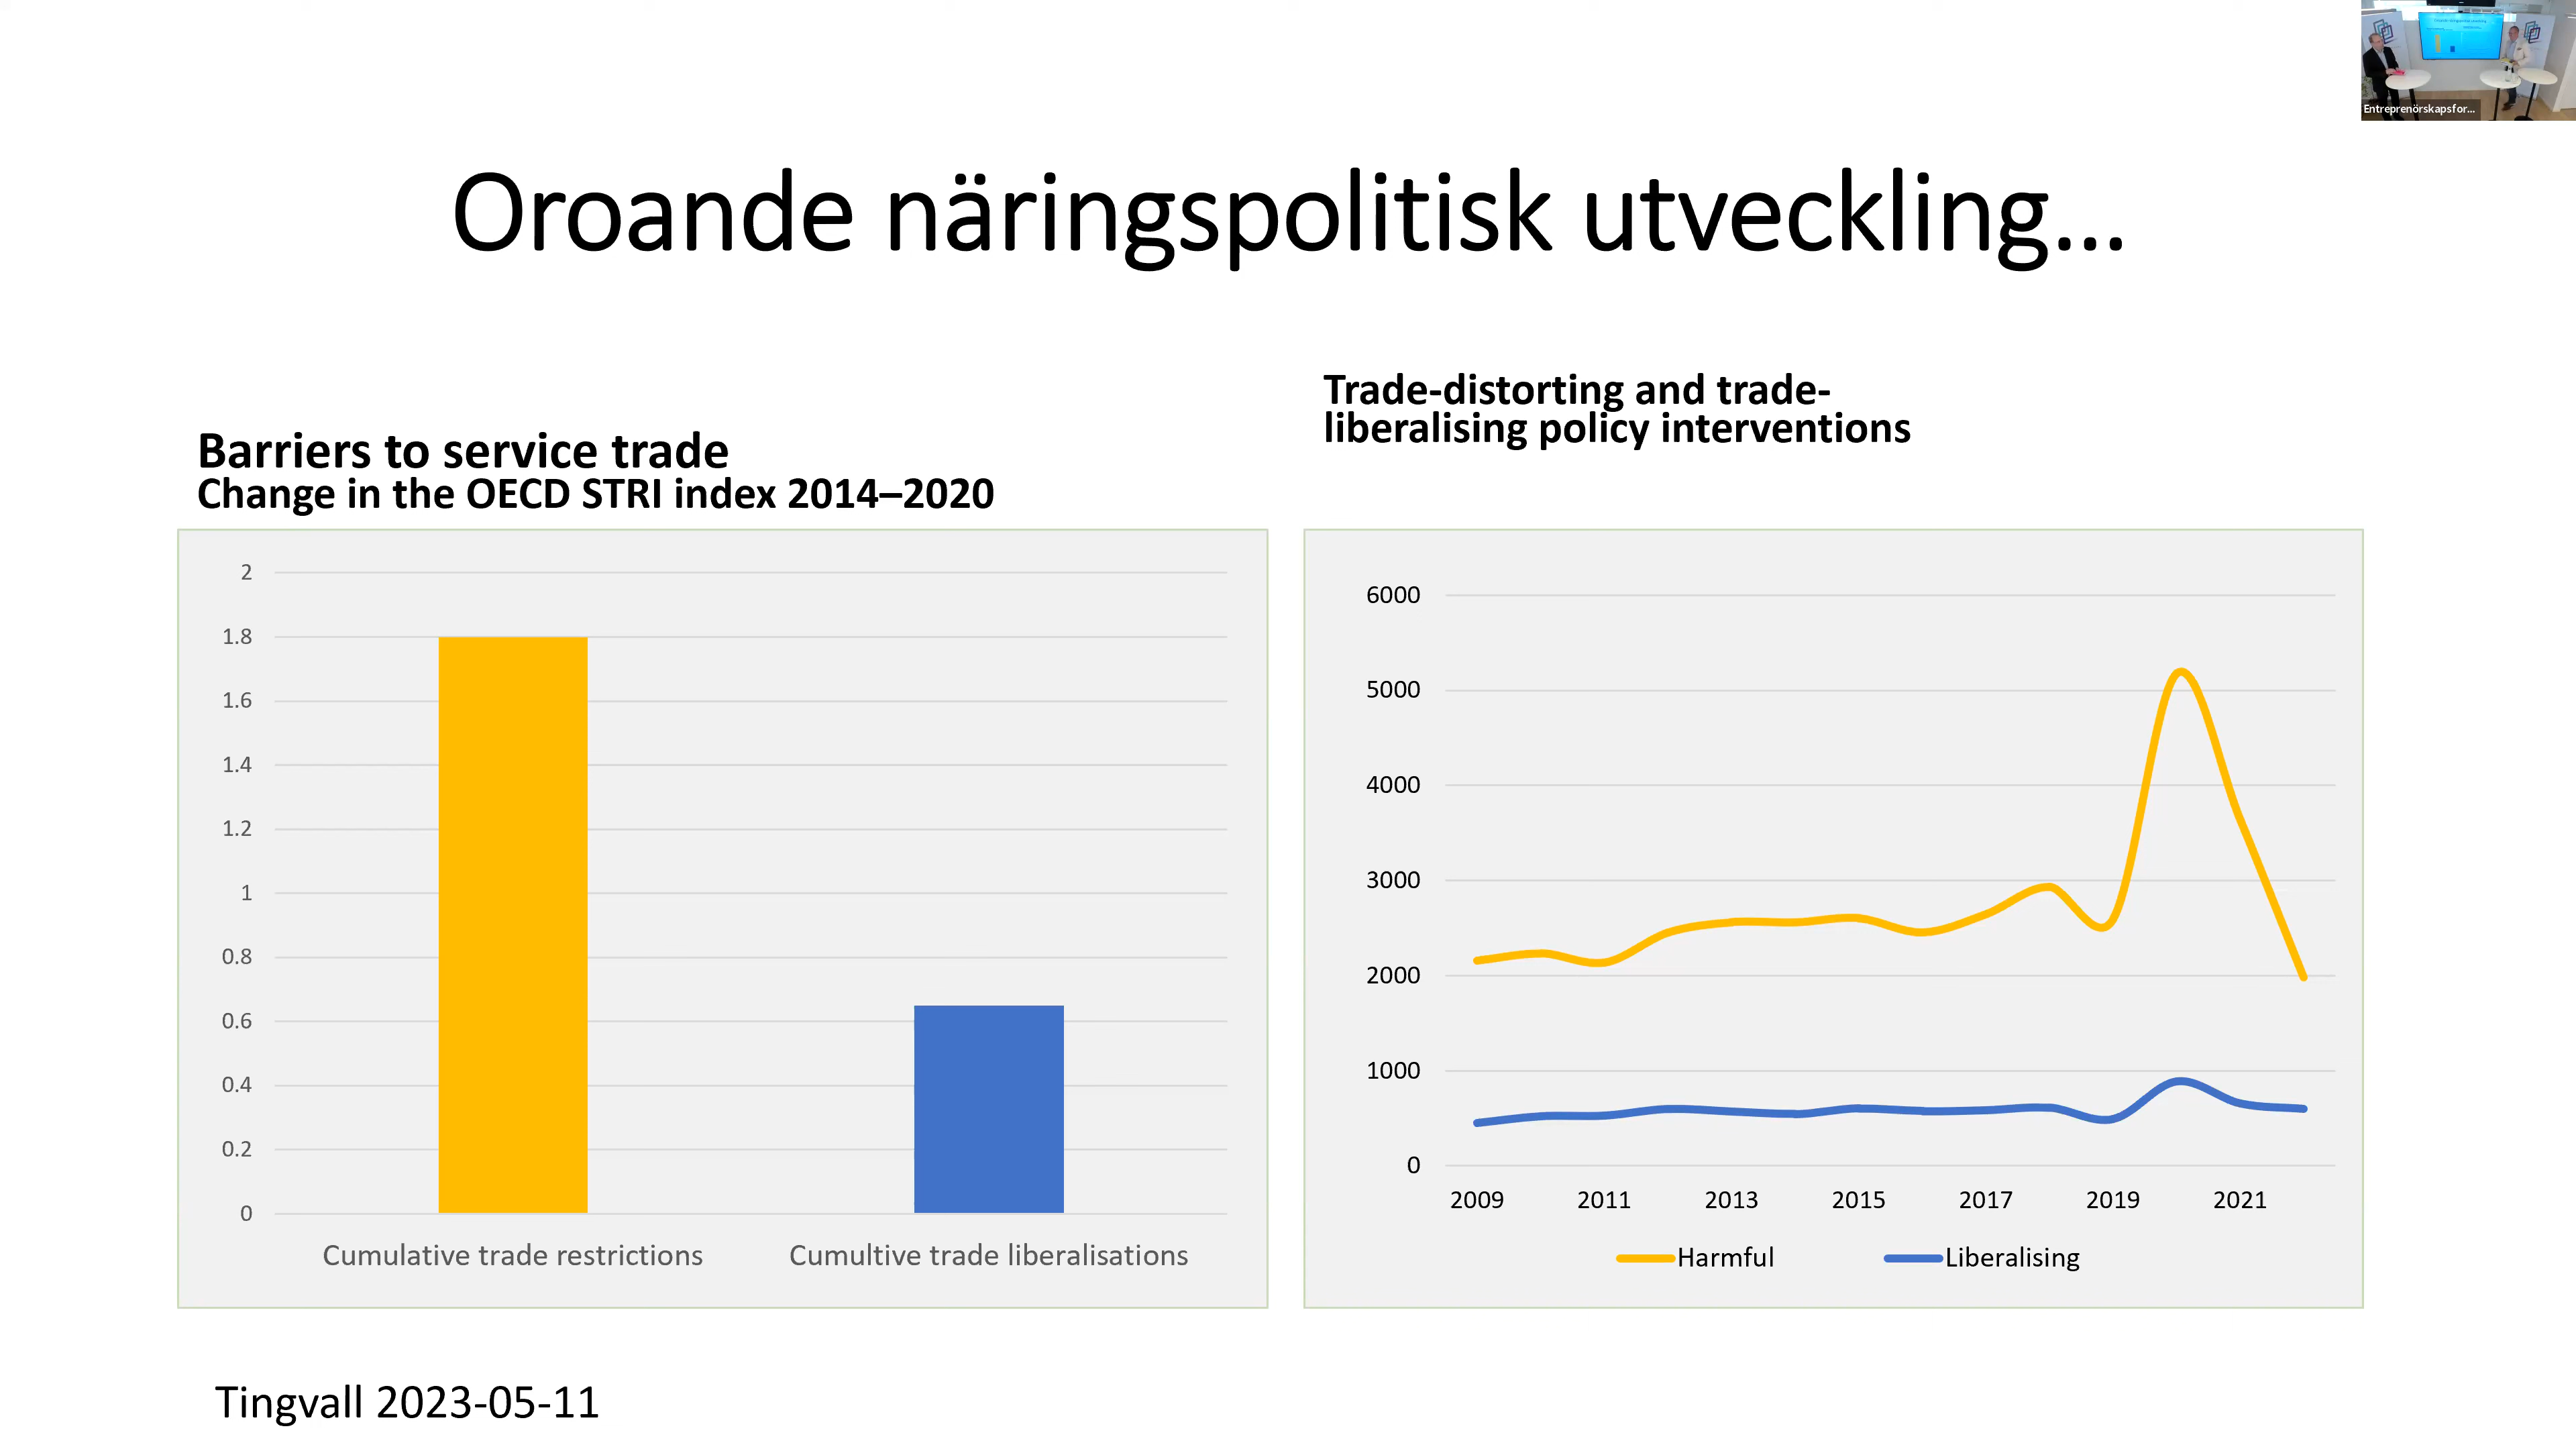 Entreprenörskapsfor...
Oroande näringspolitisk utveckling...
Barriers to service trade
Change in the OECD STRI index 2014–2020
2
1.8
1.6
1.4
1.2
1
0.8
0.6
0.4
0.2
0
Cumulative trade restrictions
Cumultive trade liberalisations
Trade-distorting and trade-
liberalising policy interventions
6000
5000
4000
3000
2000
1000
0
2009 2011 2013 2015 2017 2019 2021
Harmful Liberalising
Tingvall 2023-05-11